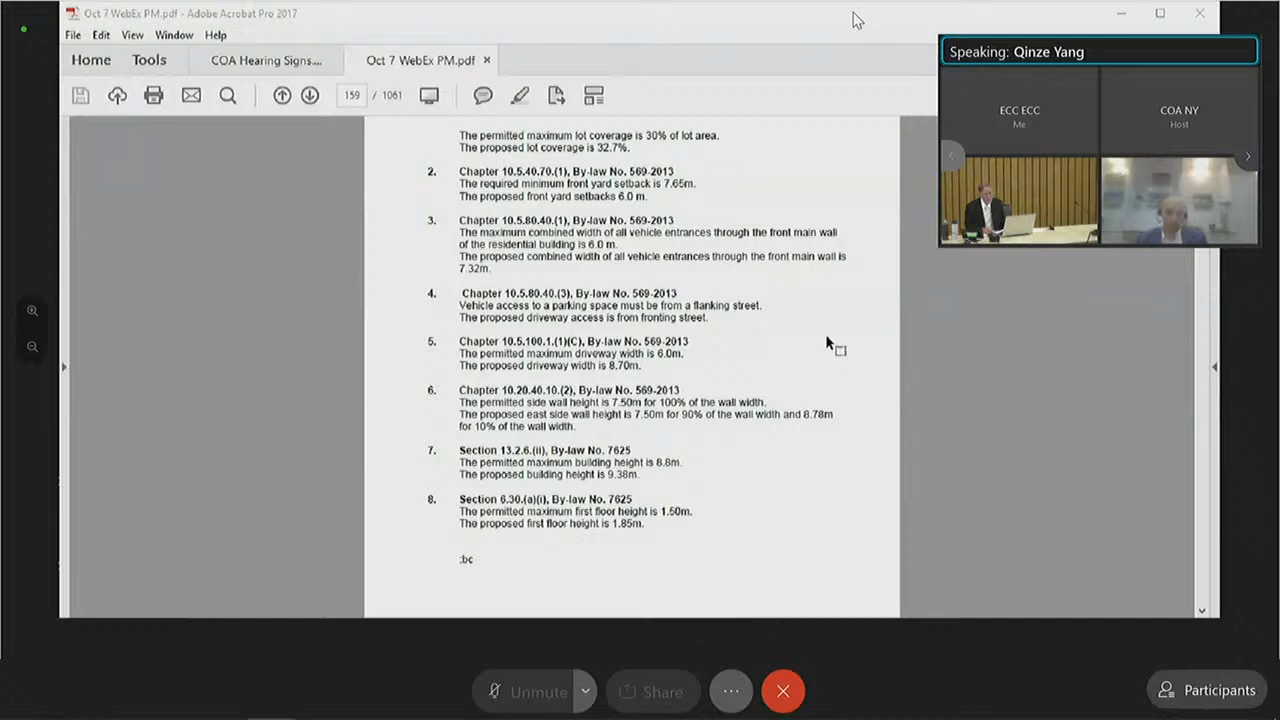 Oct 7 WebEx PM.pdf - Adobe Acrobat Pro 2017
File Edit View Window Help
Home Tools COA Hearing Signs.... Oct 7 WebEx PM.pdf ×
159 / 1061
Speaking: Qinze Yang
ECC ECC
Me
COA NY
Host
The permitted maximum lot coverage is 30% of lot area.
The proposed lot coverage is 32.7%.
2. Chapter 10.5.40.70.(1), By-law No. 569-2013
The required minimum front yard setback is 7.65m.
The proposed front yard setbacks 6.0 m.
3. Chapter 10.5.80.40.(1), By-law No. 569-2013
The maximum combined width of all vehicle entrances through the front main wall
of the residential building is 6.0 m.
The proposed combined width of all vehicle entrances through the front main wall is
7.32m.
4. Chapter 10.5.80.40.(3), By-law No. 569-2013
Vehicle access to a parking space must be from a flanking street.
The proposed driveway access is from fronting street.
5. Chapter 10.5.100.1.(1)(C), By-law No. 569-2013
The permitted maximum driveway width is 6.0m.
The proposed driveway width is 8.70m.
6. Chapter 10.20.40.10.(2), By-law No. 569-2013
The permitted side wall height is 7.50m for 100% of the wall width.
The proposed east side wall height is 7.50m for 90% of the wall width and 8.78m
for 10% of the wall width.
7. Section 13.2.6.(ii), By-law No. 7625
The permitted maximum building height is 8.8m.
The proposed building height is 9.38m.
8. Section 6.30.(a)(i), By-law No. 7625
The permitted maximum first floor height is 1.50m.
The proposed first floor height is 1.85m.
:bc
Unmute Share ... Participants